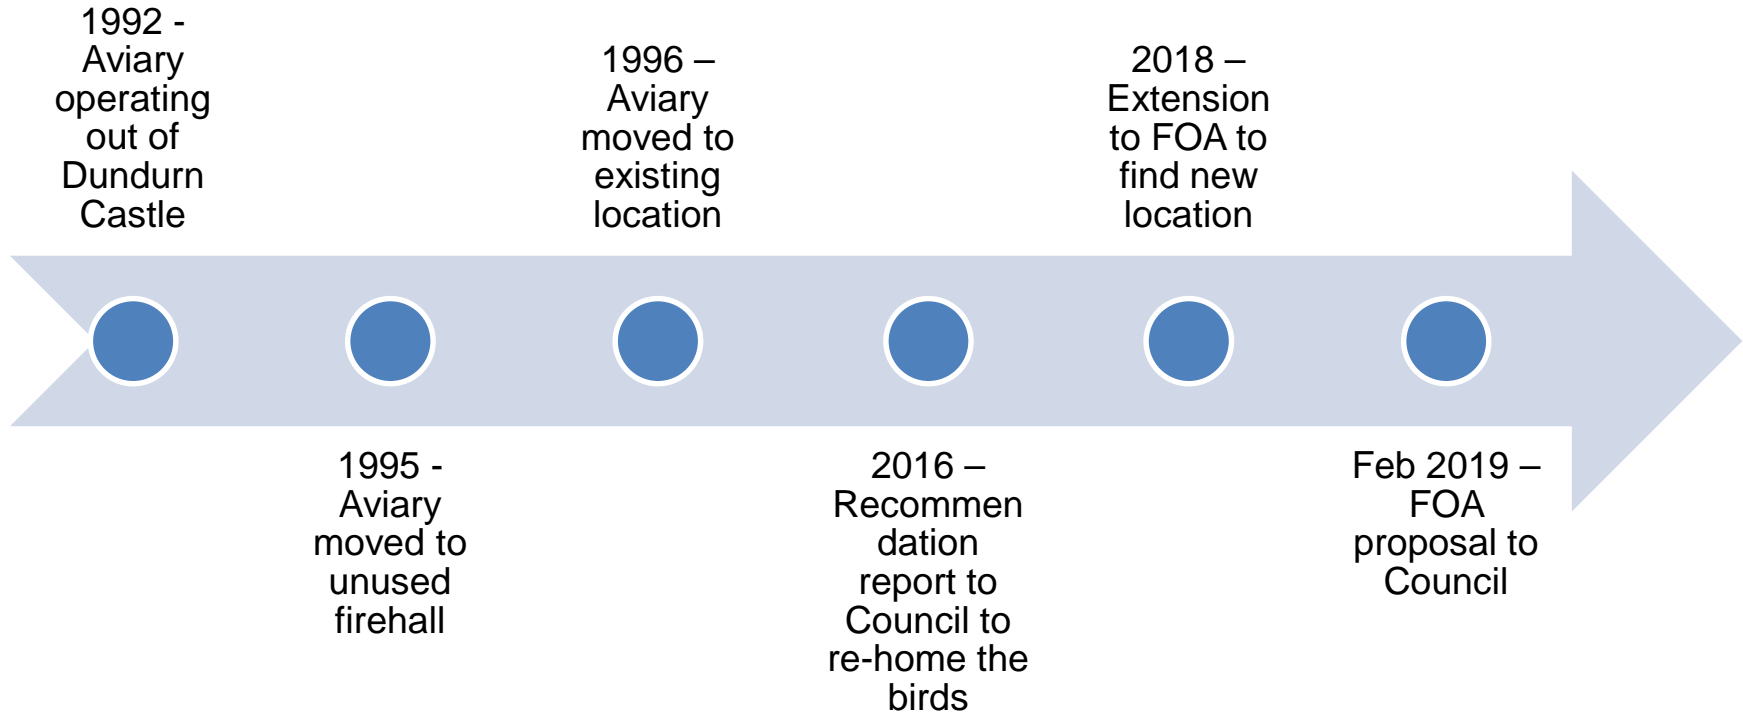 1992 -
Aviary
operating
out of
Dundurn
Castle
1995 -
Aviary
moved to
unused
firehall
1996 –
Aviary
moved to
existing
location
2016 –
Recommen
dation
report to
Council to
re-home the
birds
2018 –
Extension
to FOA to
find new
location
Feb 2019 –
FOA
proposal to
Council